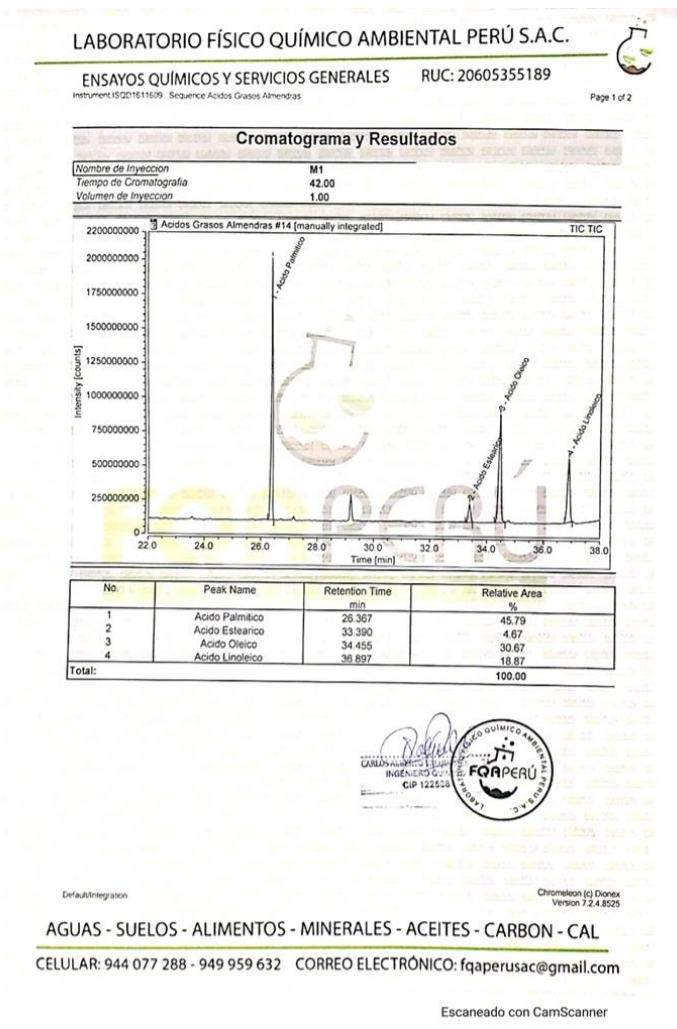 LABORATORIO FÍSICO QUÍMICO AMBIENTAL PERÚ S.A.C.
ENSAYOS QUÍMICOS Y SERVICIOS GENERALES RUC: 20605355189
Instrument:ISQD1611609 Sequence:Acidos Grasos Almendras
Page 1 of 2
Cromatograma y Resultados
Nombre de Inyeccion M1
Tiempo de Cromatografia 42.00
Volumen de Inyeccion 1.00
Acidos Grasos Almendras #14 [manually integrated] TIC TIC
Intensity [counts]
2200000000
2000000000
1750000000
1500000000
1250000000
1000000000
750000000
500000000
250000000
0
1 - Acido Palmitico
2 - Acido Estearico
3 - Acido Oleico
4 - Acido Linoleico
22.0 24.0 26.0 28.0 30.0 32.0 34.0 36.0 38.0
Time [min]
FQAPERÚ
No. Peak Name Retention Time Relative Area
min %
1 Acido Palmitico 26.367 45.79
2 Acido Estearico 33.390 4.67
3 Acido Oleico 34.455 30.67
4 Acido Linoleico 36.897 18.87
Total: 100.00
INGENIERO
CIP
LABORATORIO FÍSICO QUÍMICO AMBIENTAL PERÚ S.A.C.
FQAPERÚ
Default/Integration
Chromeleon (c) Dionex
Version 7.2.4.8525
AGUAS - SUELOS - ALIMENTOS - MINERALES - ACEITES - CARBON - CAL
CELULAR: 944 077 288 - 949 959 632 CORREO ELECTRÓNICO: fqaperusac@gmail.com
Escaneado con CamScanner